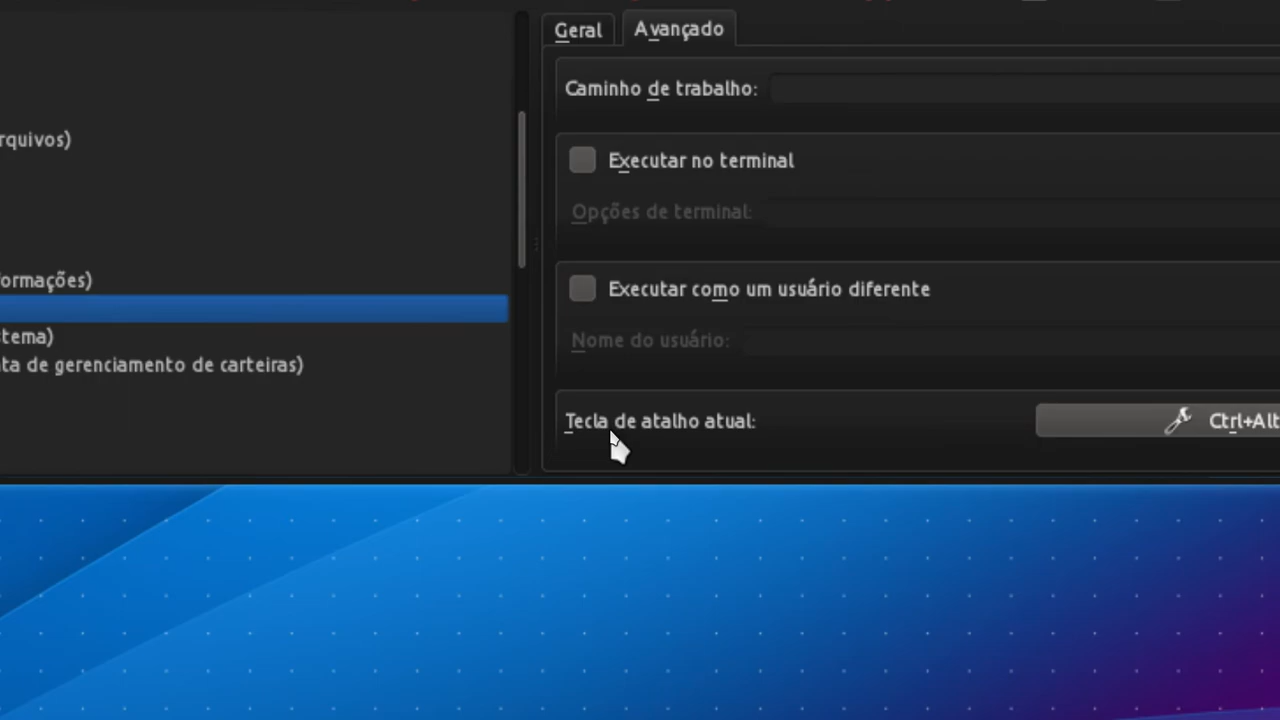 Geral
Avançado
Caminho de trabalho:
rquivos)
Executar no terminal
Opções de terminal:
ormações)
Executar como um usuário diferente
stema)
Nome do usuário:
ta de gerenciamento de carteiras)
Tecla de atalho atual:
Ctrl+Alt